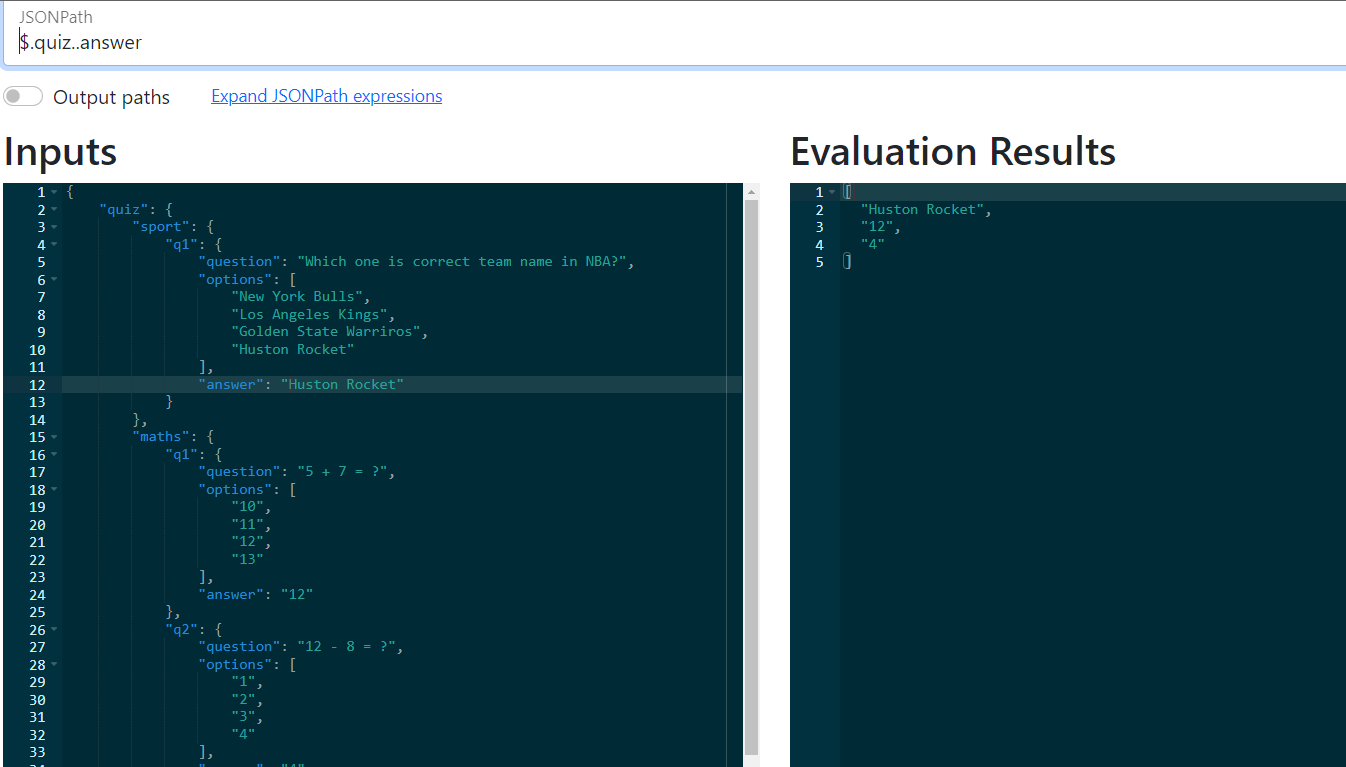 JSONPath
$.quiz..answer
Output paths Expand JSONPath expressions
Inputs
1 {
2 "quiz": {
3 "sport": {
4 "q1": {
5 "question": "Which one is correct team name in NBA?",
6 "options": [
7 "New York Bulls",
8 "Los Angeles Kings",
9 "Golden State Warriros",
10 "Huston Rocket"
11 ],
12 "answer": "Huston Rocket"
13 }
14 },
15 "maths": {
16 "q1": {
17 "question": "5 + 7 = ?",
18 "options": [
19 "10",
20 "11",
21 "12",
22 "13"
23 ],
24 "answer": "12"
25 },
26 "q2": {
27 "question": "12 - 8 = ?",
28 "options": [
29 "1",
30 "2",
31 "3",
32 "4"
33 ],
Evaluation Results
1 [
2 "Huston Rocket",
3 "12",
4 "4"
5 ]